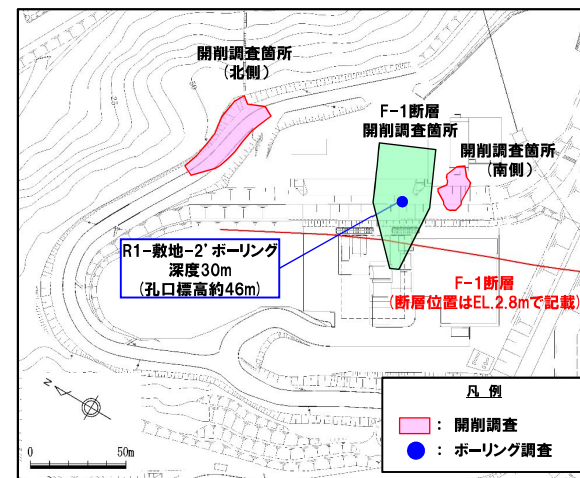 開削調査箇所
(北側)
F-1断層
開削調査箇所
開削調査箇所
(南側)
R1-敷地-2’ボーリング
深度30m
(孔口標高約46m)
F-1断層
(断層位置はEL.2.8mで記載)
N
0 50m
凡 例
： 開削調査
： ボーリング調査